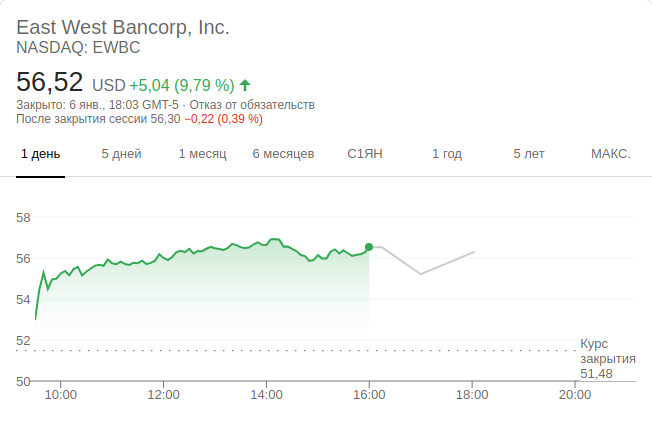 East West Bancorp, Inc.
NASDAQ: EWBC
56,52 USD +5,04 (9,79 %)
Закрыто: 6 янв., 18:03 GMT-5 · Отказ от обязательств
После закрытия сессии 56,30 −0,22 (0,39 %)
1 день 5 дней 1 месяц 6 месяцев С1ЯН 1 год 5 лет МАКС.
58
56
54
52
Курс
закрытия
51,48
50
10:00 12:00 14:00 16:00 18:00 20:00